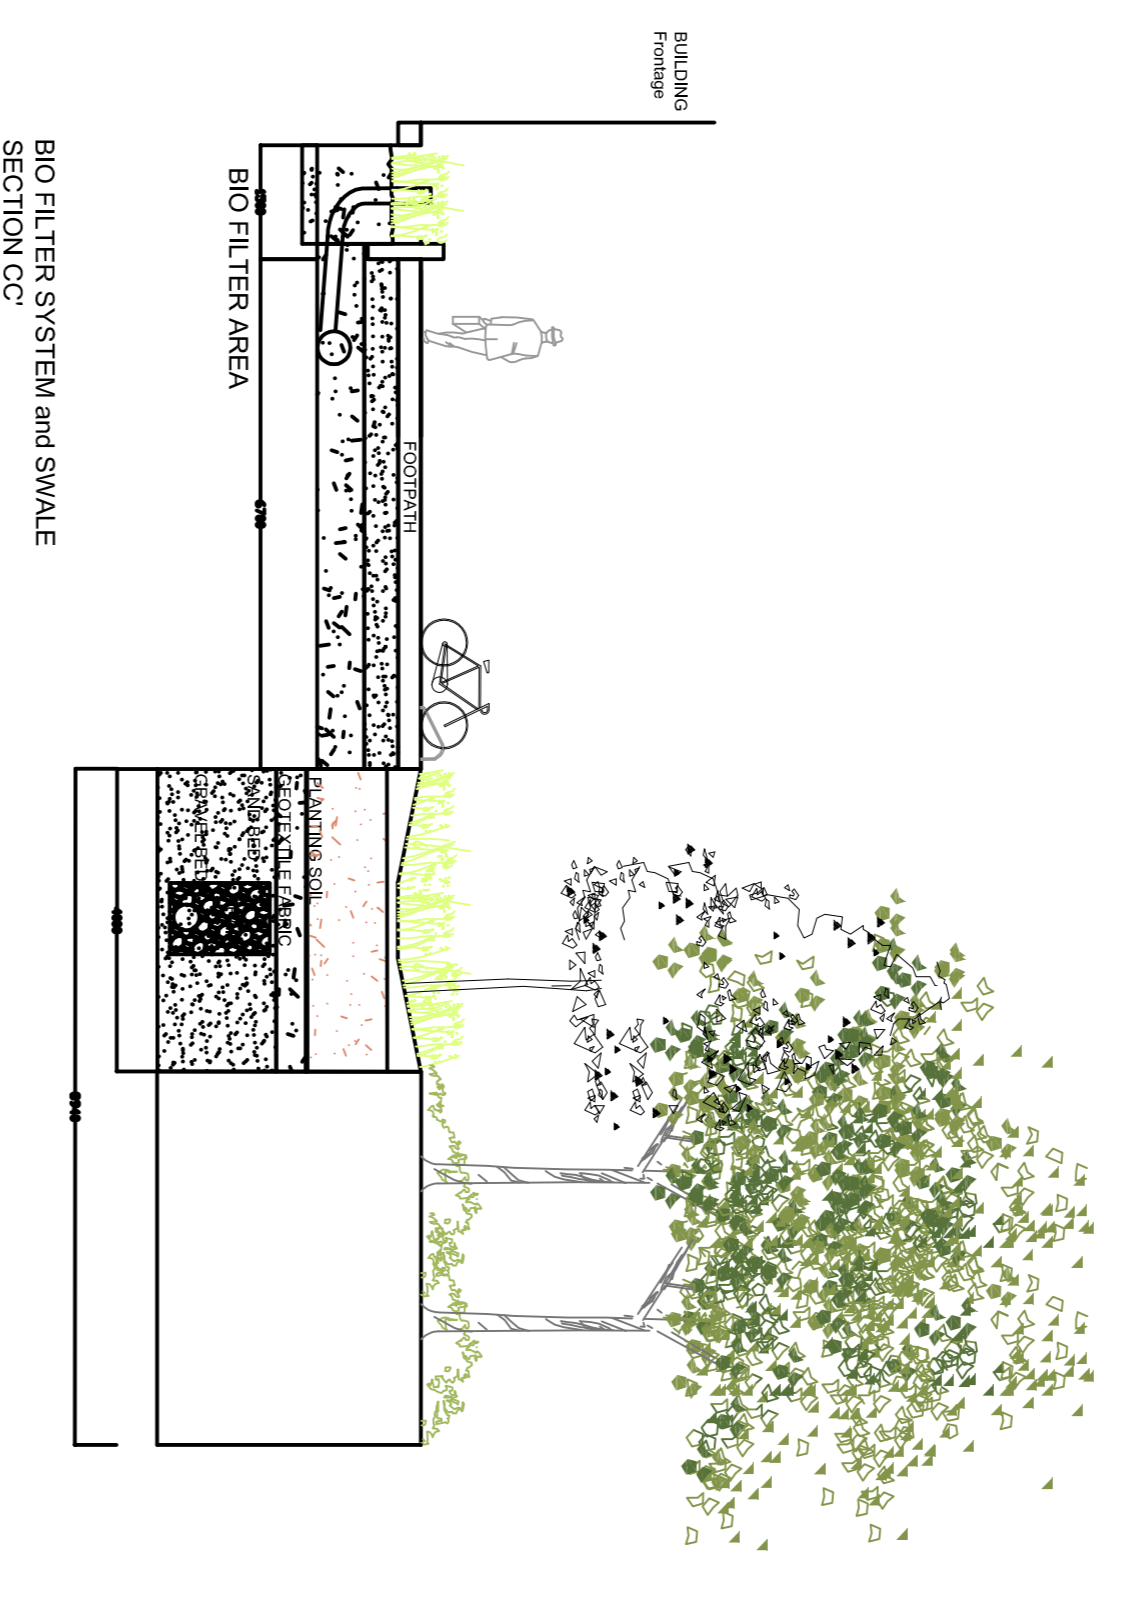 BUILDING
Frontage
FOOTPATH
PLANTING SOIL
GEOTEXTILE FABRIC
SAND BED
GRAVEL BED
6700
BIO FILTER AREA
BIO FILTER SYSTEM and SWALE
SECTION CC'